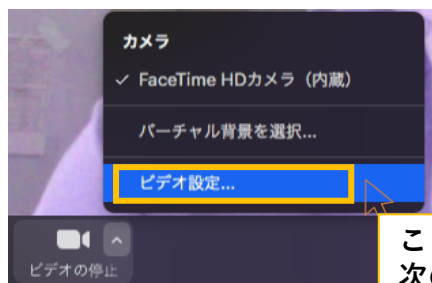 カメラ
✓ FaceTime HDカメラ（内蔵）
バーチャル背景を選択...
ビデオ設定...
ビデオの停止
こ
次の